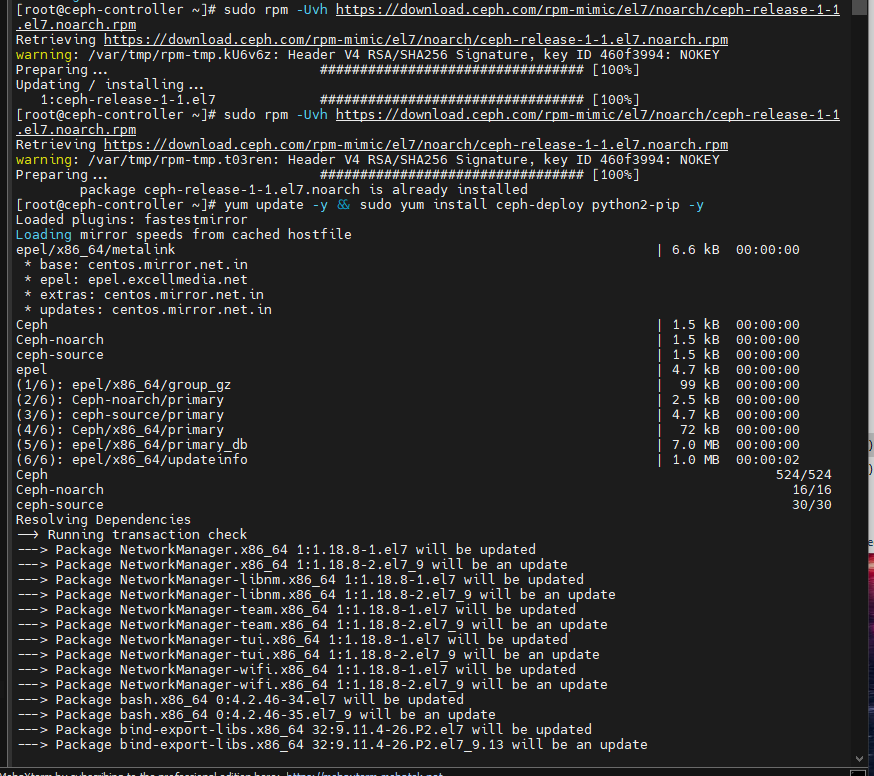 [root@ceph-controller ~]# sudo rpm -Uvh https://download.ceph.com/rpm-mimic/el7/noarch/ceph-release-1-1
.el7.noarch.rpm
Retrieving https://download.ceph.com/rpm-mimic/el7/noarch/ceph-release-1-1.el7.noarch.rpm
warning: /var/tmp/rpm-tmp.kU6v6z: Header V4 RSA/SHA256 Signature, key ID 460f3994: NOKEY
Preparing... ################################# [100%]
Updating / installing...
1:ceph-release-1-1.el7 ################################# [100%]
[root@ceph-controller ~]# sudo rpm -Uvh https://download.ceph.com/rpm-mimic/el7/noarch/ceph-release-1-1
.el7.noarch.rpm
Retrieving https://download.ceph.com/rpm-mimic/el7/noarch/ceph-release-1-1.el7.noarch.rpm
warning: /var/tmp/rpm-tmp.t03ren: Header V4 RSA/SHA256 Signature, key ID 460f3994: NOKEY
Preparing... ################################# [100%]
package ceph-release-1-1.el7.noarch is already installed
[root@ceph-controller ~]# yum update -y && sudo yum install ceph-deploy python2-pip -y
Loaded plugins: fastestmirror
Loading mirror speeds from cached hostfile
epel/x86_64/metalink | 6.6 kB 00:00:00
* base: centos.mirror.net.in
* epel: epel.excellmedia.net
* extras: centos.mirror.net.in
* updates: centos.mirror.net.in
Ceph | 1.5 kB 00:00:00
Ceph-noarch | 1.5 kB 00:00:00
ceph-source | 1.5 kB 00:00:00
epel | 4.7 kB 00:00:00
(1/6): epel/x86_64/group_gz | 99 kB 00:00:00
(2/6): Ceph-noarch/primary | 2.5 kB 00:00:00
(3/6): ceph-source/primary | 4.7 kB 00:00:00
(4/6): Ceph/x86_64/primary | 72 kB 00:00:00
(5/6): epel/x86_64/primary_db | 7.0 MB 00:00:00
(6/6): epel/x86_64/updateinfo | 1.0 MB 00:00:02
Ceph 524/524
Ceph-noarch 16/16
ceph-source 30/30
Resolving Dependencies
--> Running transaction check
---> Package NetworkManager.x86_64 1:1.18.8-1.el7 will be updated
---> Package NetworkManager.x86_64 1:1.18.8-2.el7_9 will be an update
---> Package NetworkManager-libnm.x86_64 1:1.18.8-1.el7 will be updated
---> Package NetworkManager-libnm.x86_64 1:1.18.8-2.el7_9 will be an update
---> Package NetworkManager-team.x86_64 1:1.18.8-1.el7 will be updated
---> Package NetworkManager-team.x86_64 1:1.18.8-2.el7_9 will be an update
---> Package NetworkManager-tui.x86_64 1:1.18.8-1.el7 will be updated
---> Package NetworkManager-tui.x86_64 1:1.18.8-2.el7_9 will be an update
---> Package NetworkManager-wifi.x86_64 1:1.18.8-1.el7 will be updated
---> Package NetworkManager-wifi.x86_64 1:1.18.8-2.el7_9 will be an update
---> Package bash.x86_64 0:4.2.46-34.el7 will be updated
---> Package bash.x86_64 0:4.2.46-35.el7_9 will be an update
---> Package bind-export-libs.x86_64 32:9.11.4-26.P2.el7 will be updated
---> Package bind-export-libs.x86_64 32:9.11.4-26.P2.el7_9.13 will be an update